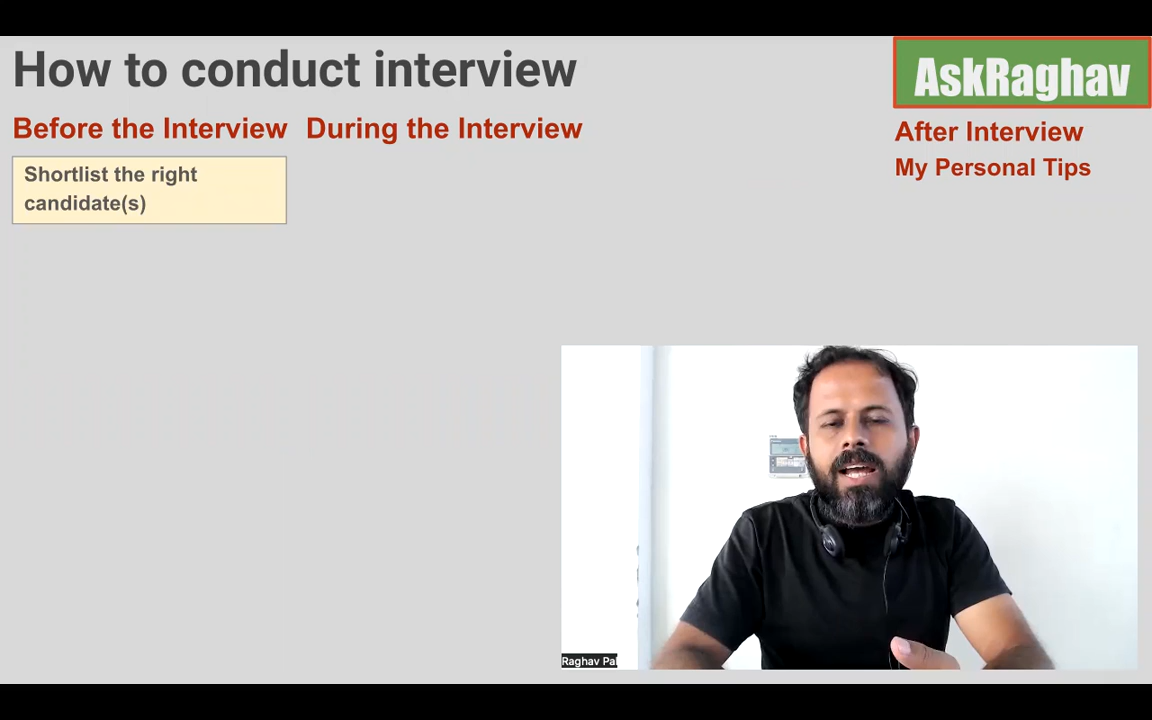 How to conduct interview
AskRaghav
Before the Interview
During the Interview
After Interview
My Personal Tips
Shortlist the right
candidate(s)
Raghav Pal